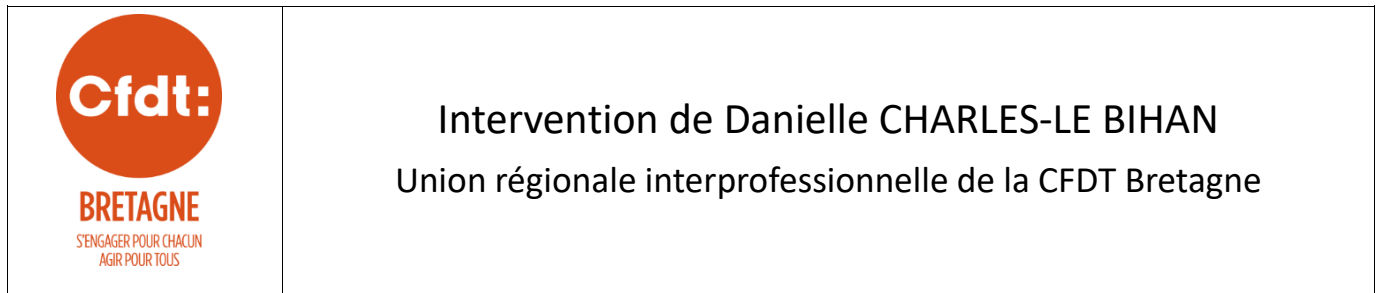 Cfdt:
BRETAGNE
S'ENGAGER POUR CHACUN
AGIR POUR TOUS
Intervention de Danielle CHARLES-LE BIHAN
Union régionale interprofessionnelle de la CFDT Bretagne